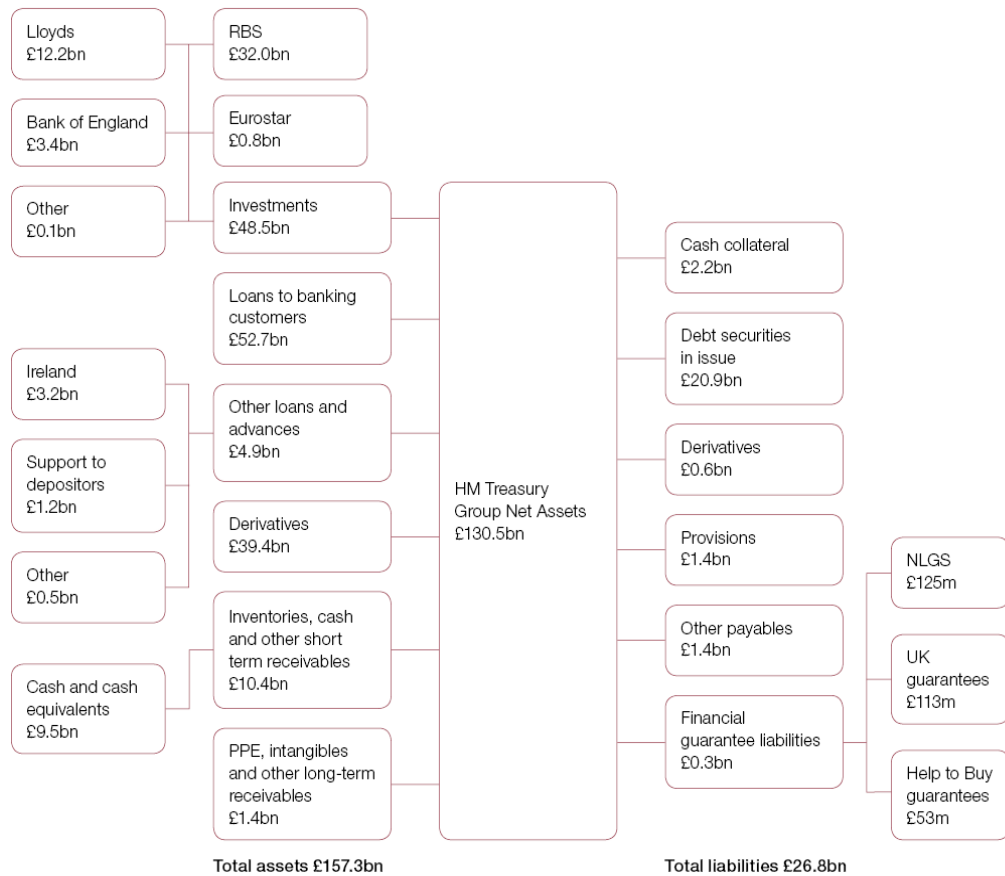 Lloyds
£12.2bn
RBS
£32.0bn
Bank of England
£3.4bn
Eurostar
£0.8bn
Other
£0.1bn
Investments
£48.5bn
Loans to banking
customers
£52.7bn
Ireland
£3.2bn
Other loans and
advances
£4.9bn
Support to
depositors
£1.2bn
Derivatives
£39.4bn
Other
£0.5bn
Inventories, cash
and other short
term receivables
£10.4bn
Cash and cash
equivalents
£9.5bn
PPE, intangibles
and other long-term
receivables
£1.4bn
Total assets £157.3bn
HM Treasury
Group Net Assets
£130.5bn
Cash collateral
£2.2bn
Debt securities
in issue
£20.9bn
Derivatives
£0.6bn
Provisions
£1.4bn
Other payables
£1.4bn
Financial
guarantee liabilities
£0.3bn
NLGS
£125m
UK
guarantees
£113m
Help to Buy
guarantees
£53m
Total liabilities £26.8bn